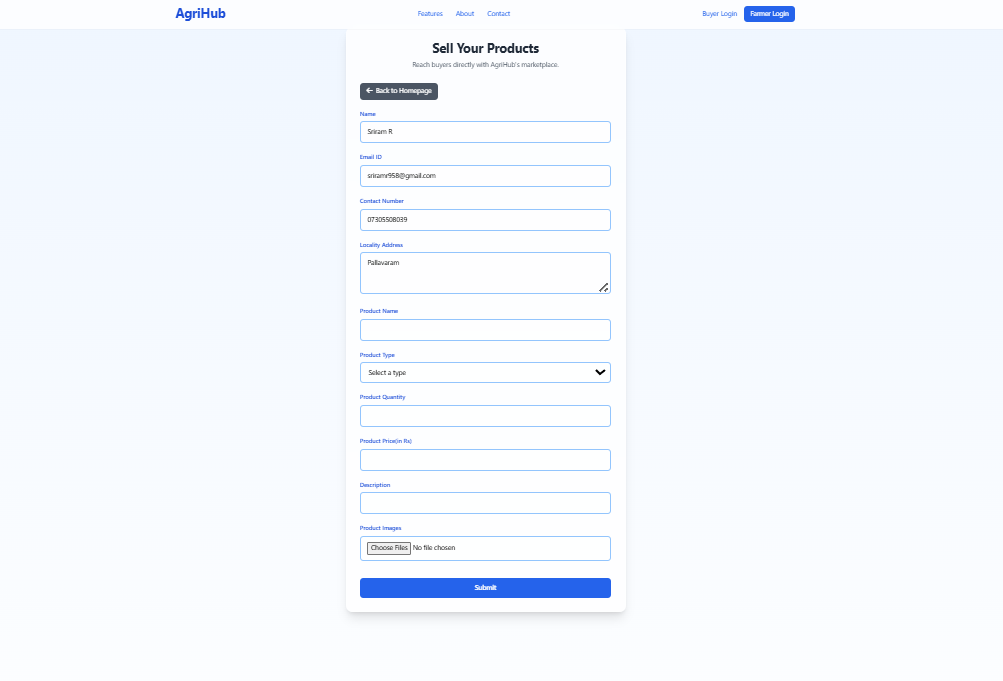 AgriHub
Features About Contact
Buyer Login Farmer Login
Sell Your Products
Reach buyers directly with AgriHub's marketplace.
← Back to Homepage
Name
Sriram R
Email ID
sriramr958@gmail.com
Contact Number
07305508039
Locality Address
Pallavaram
Product Name
Product Type
Select a type
Product Quantity
Product Price(in Rs)
Description
Product Images
Choose Files No file chosen
Submit